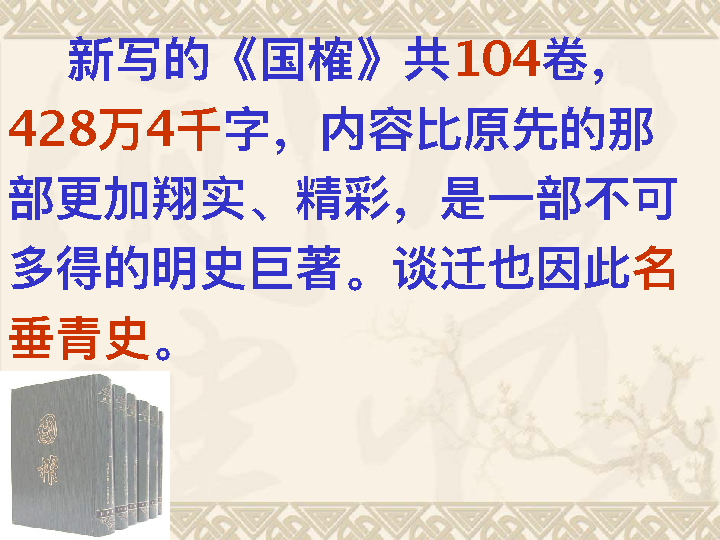 新写的《国榷》共104卷，
428万4千字，内容比原先的那
部更加翔实、精彩，是一部不可
多得的明史巨著。谈迁也因此名
垂青史。
国榷